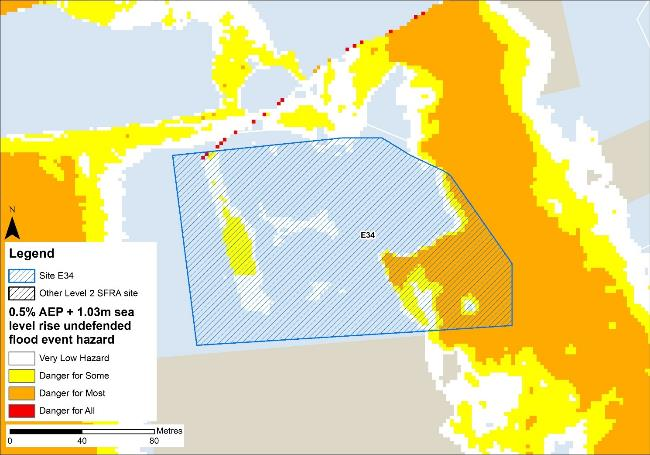 E34
N
Legend
Site E34
Other Level 2 SFRA site
0.5% AEP + 1.03m sea
level rise undefended
flood event hazard
Very Low Hazard
Danger for Some
Danger for Most
Danger for All
Metres
0 40 80